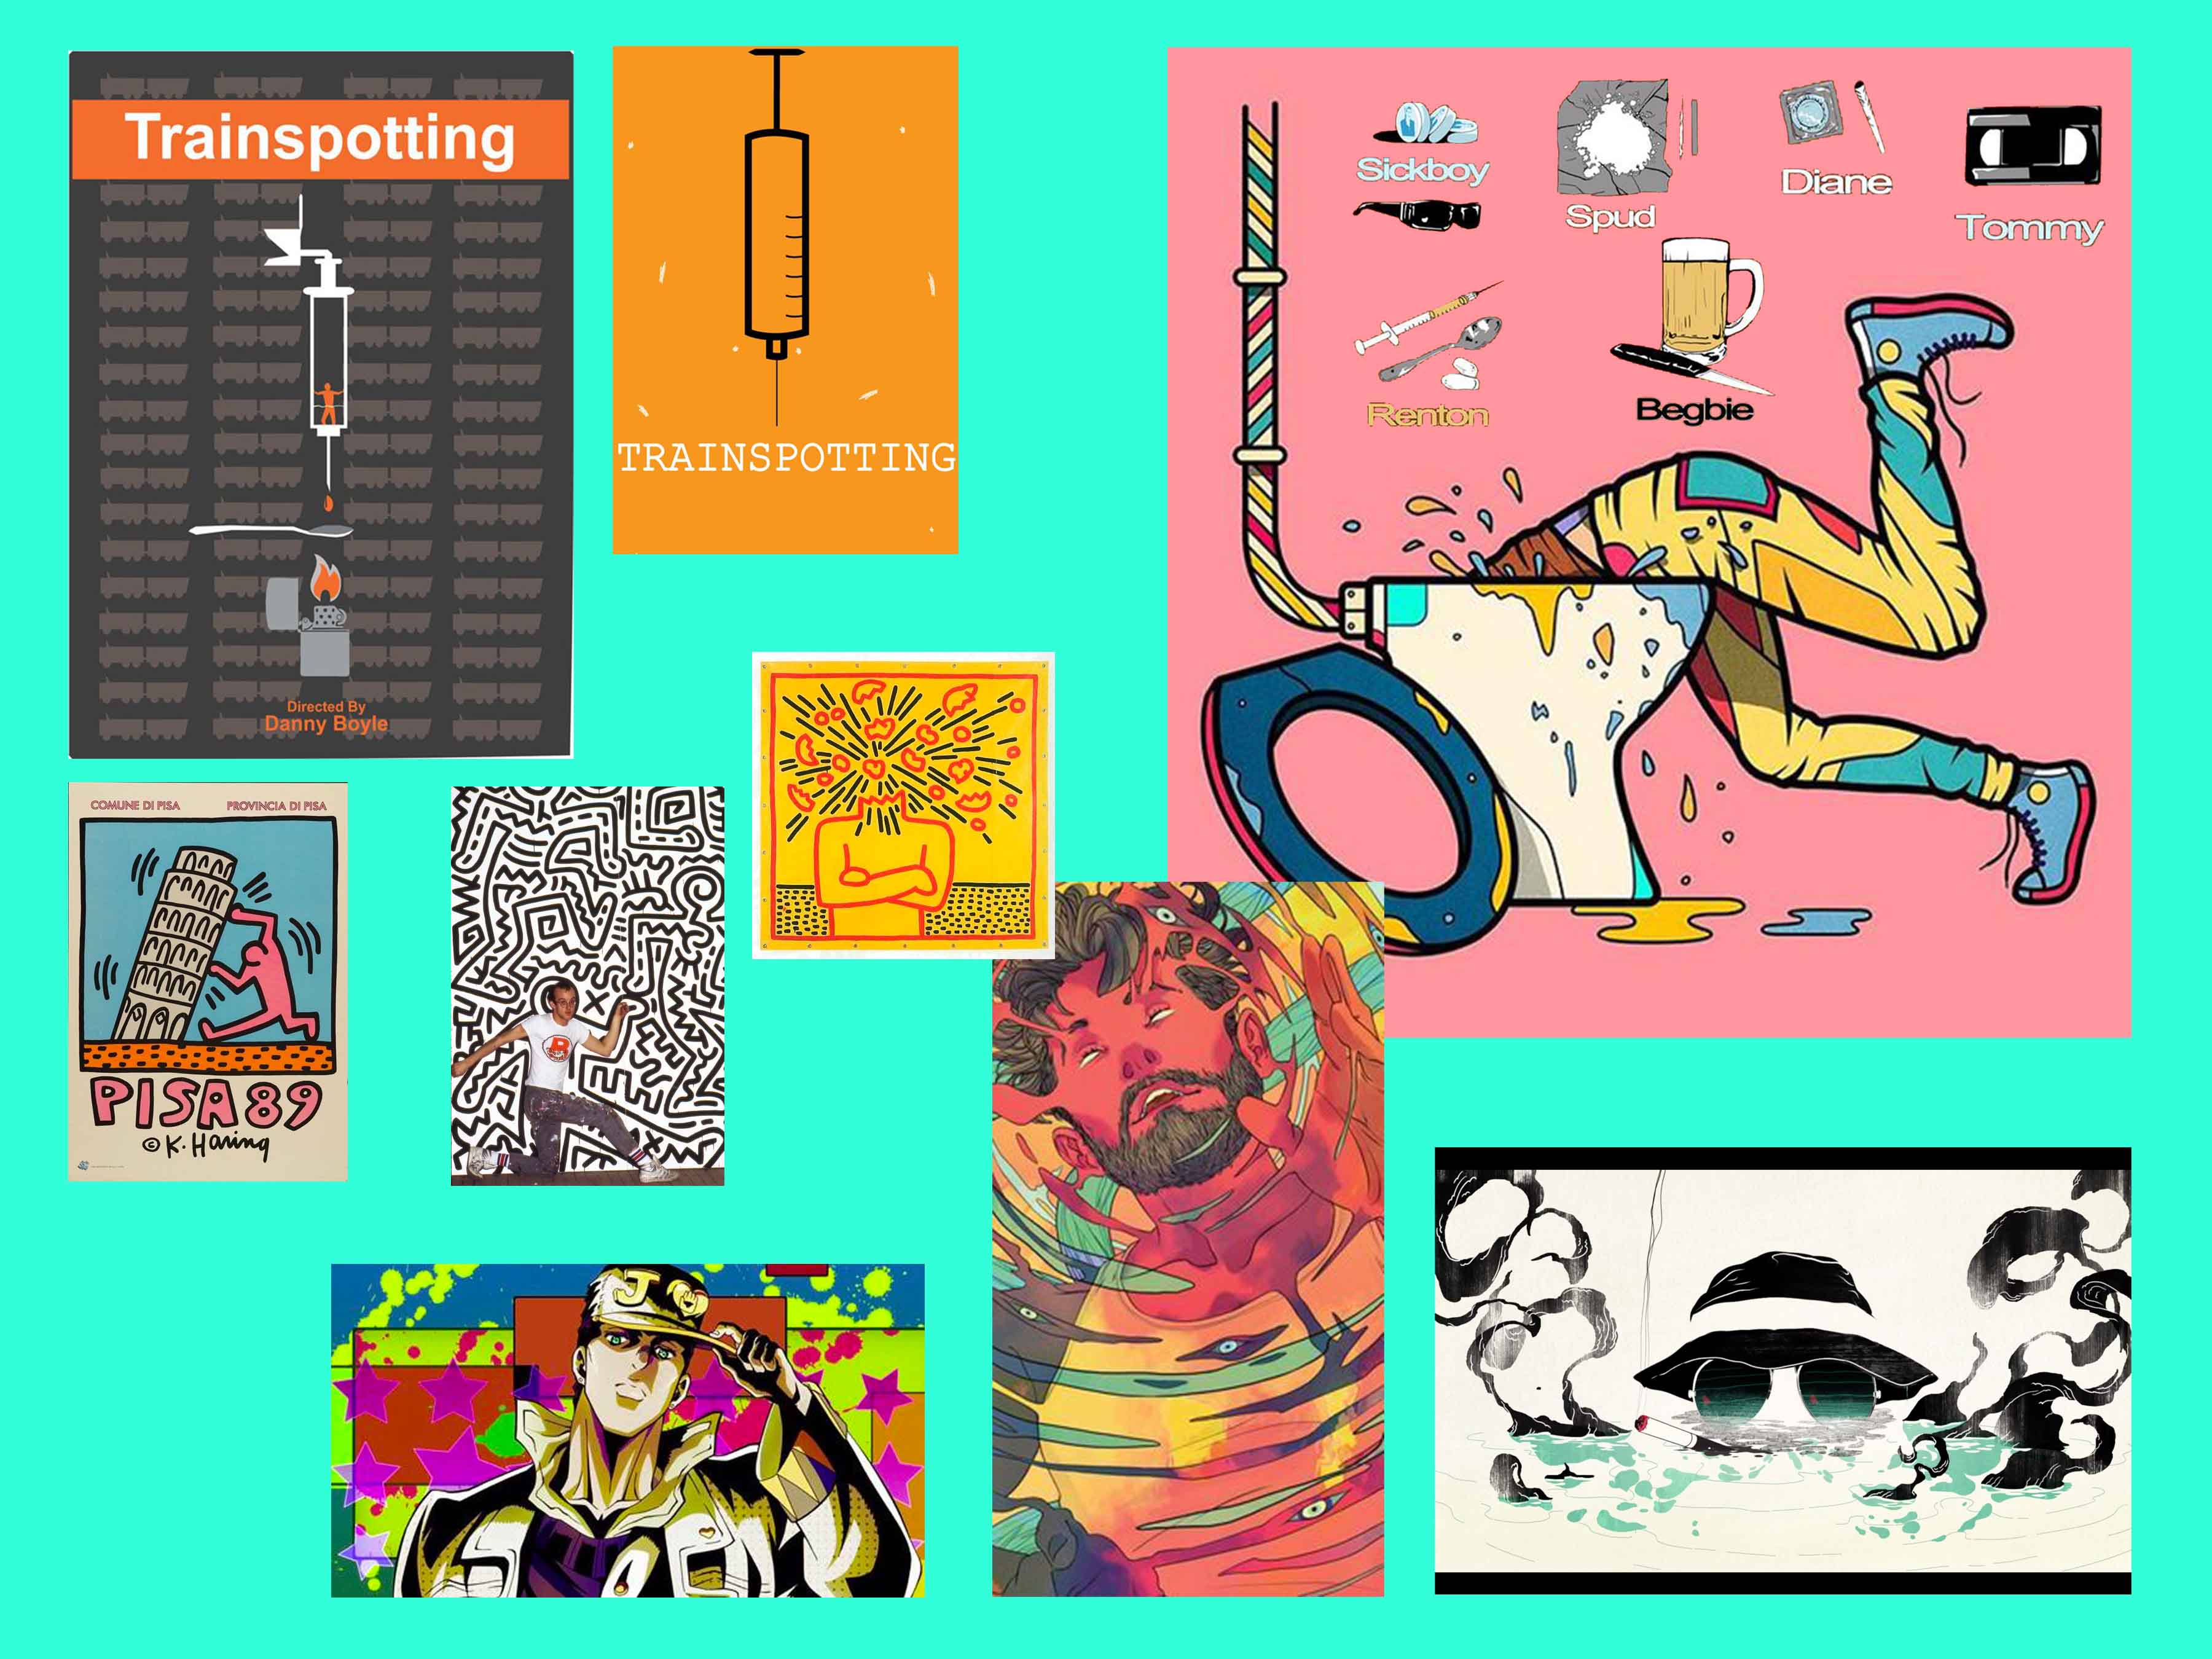 Trainspotting
Directed By
Danny Boyle
TRAINSPOTTING
Sickboy
Spud
Diane
Tommy
Renton
Begbie
COMUNE DI PISA PROVINCIA DI PISA
PISA 89
© K. Haring
JO